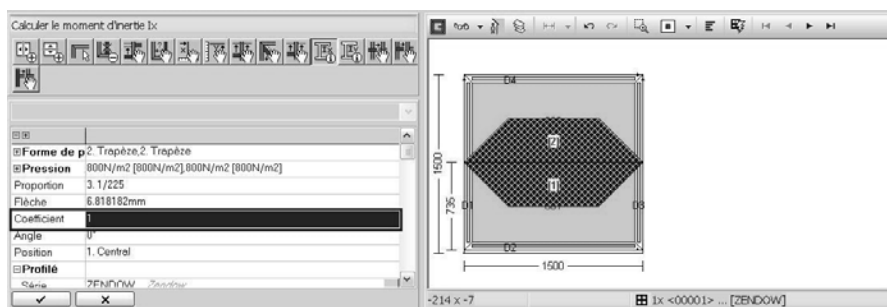 Calculer le moment d'inertie Ix
Forme de p 2. Trapèze,2. Trapèze
Pression 800N/m2 [800N/m2],800N/m2 [800N/m2]
Proportion 3. 1/225
Flèche 6.818182mm
Coefficient 1
Angle 0°
Position 1. Central
Profilé
Série ZENDOW Zendow
D4
[2]
[1]
D1
D3
D2
1500
735
1500
-214 x -7
1x <00001> ... [ZENDOW]